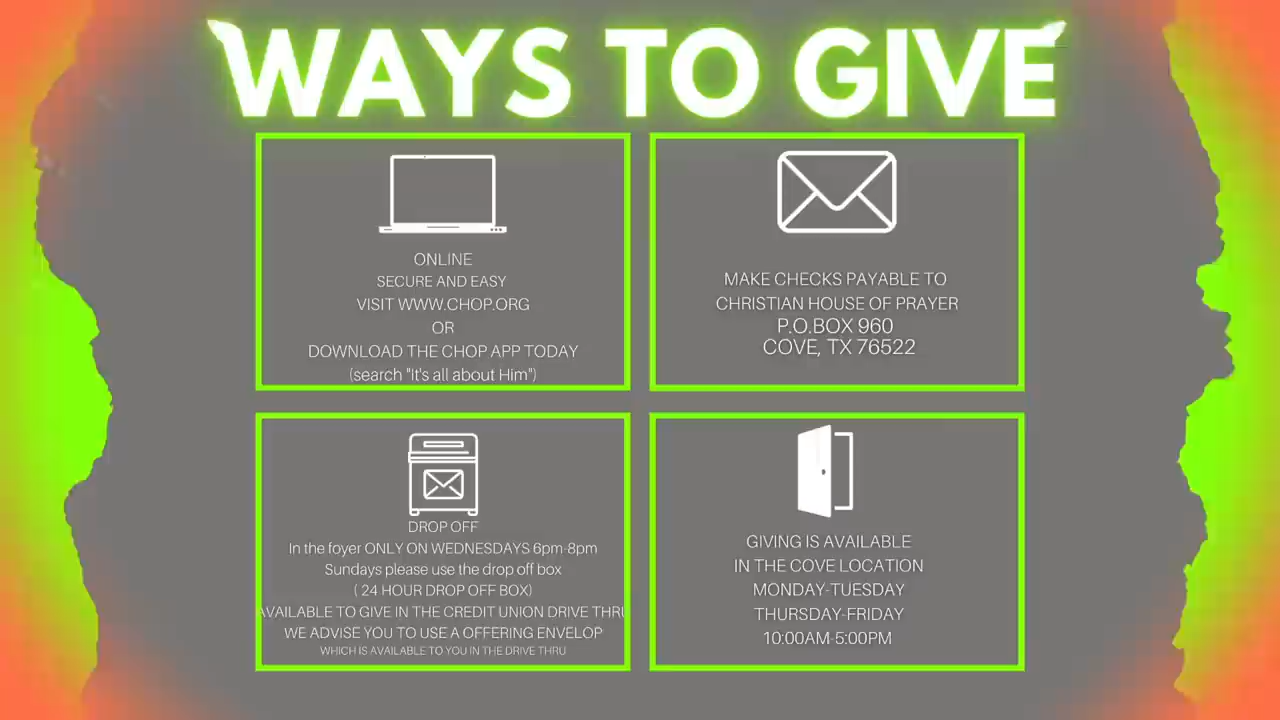 WAYS TO GIVE
ONLINE
SECURE AND EASY
VISIT WWW.CHOP.ORG
OR
DOWNLOAD THE CHOP APP TODAY
(search "It's all about Him")
MAKE CHECKS PAYABLE TO
CHRISTIAN HOUSE OF PRAYER
P.O.BOX 960
COVE, TX 76522
DROP OFF
In the foyer ONLY ON WEDNESDAYS 6pm-8pm
Sundays please use the drop off box
( 24 HOUR DROP OFF BOX)
AVAILABLE TO GIVE IN THE CREDIT UNION DRIVE THRU
WE ADVISE YOU TO USE A OFFERING ENVELOP
WHICH IS AVAILABLE TO YOU IN THE DRIVE THRU
GIVING IS AVAILABLE
IN THE COVE LOCATION
MONDAY-TUESDAY
THURSDAY-FRIDAY
10:00AM-5:00PM